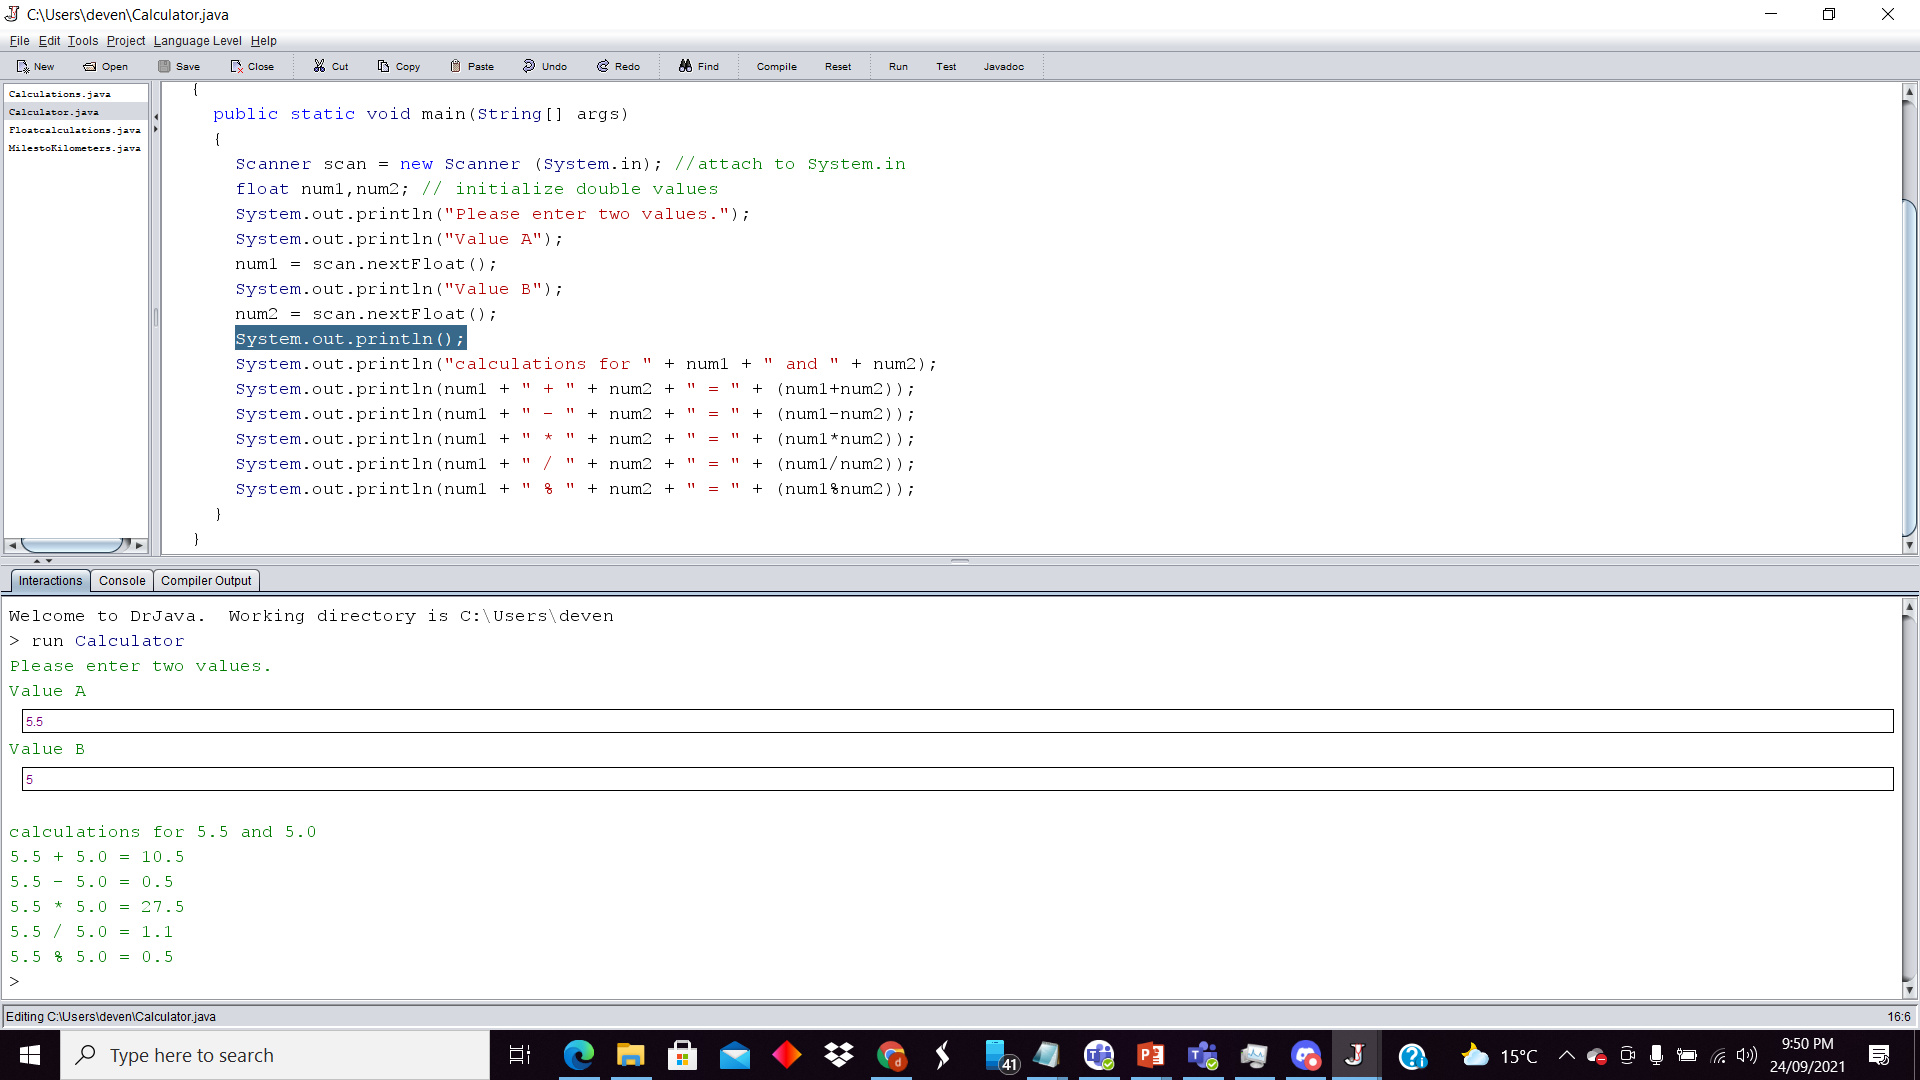 C:\Users\deven\Calculator.java
File Edit Tools Project Language Level Help
New Open Save Close Cut Copy Paste Undo Redo Find Compile Reset Run Test Javadoc
Calculations.java
Calculator.java
Floatcalculations.java
MilestoKilometers.java
{
public static void main(String[] args)
{
Scanner scan = new Scanner (System.in); //attach to System.in
float num1,num2; // initialize double values
System.out.println("Please enter two values.");
System.out.println("Value A");
num1 = scan.nextFloat();
System.out.println("Value B");
num2 = scan.nextFloat();
System.out.println();
System.out.println("calculations for " + num1 + " and " + num2);
System.out.println(num1 + " + " + num2 + " = " + (num1+num2));
System.out.println(num1 + " - " + num2 + " = " + (num1-num2));
System.out.println(num1 + " * " + num2 + " = " + (num1*num2));
System.out.println(num1 + " / " + num2 + " = " + (num1/num2));
System.out.println(num1 + " % " + num2 + " = " + (num1%num2));
}
}
Interactions Console Compiler Output
Welcome to DrJava.  Working directory is C:\Users\deven
> run Calculator
Please enter two values.
Value A
5.5
Value B
5
calculations for 5.5 and 5.0
5.5 + 5.0 = 10.5
5.5 - 5.0 = 0.5
5.5 * 5.0 = 27.5
5.5 / 5.0 = 1.1
5.5 % 5.0 = 0.5
>
Editing C:\Users\deven\Calculator.java 16:6
Type here to search 41 15°C 9:50 PM
24/09/2021